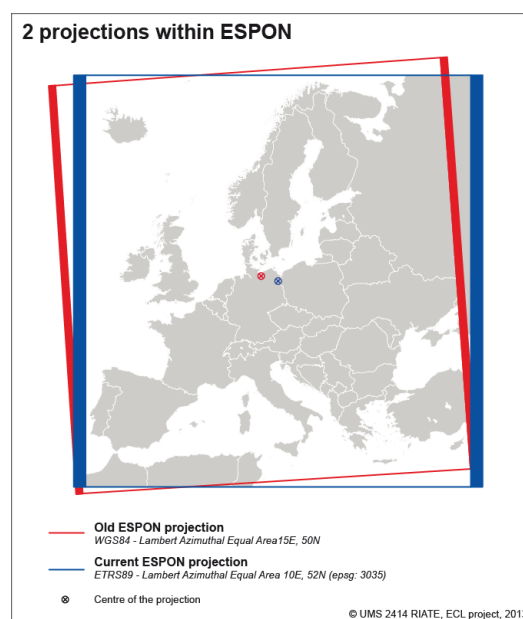 2 projections within ESPON
Old ESPON projection
WGS84 - Lambert Azimuthal Equal Area15E, 50N
Current ESPON projection
ETRS89 - Lambert Azimuthal Equal Area 10E, 52N (epsg: 3035)
Centre of the projection
© UMS 2414 RIATE, ECL project, 2013